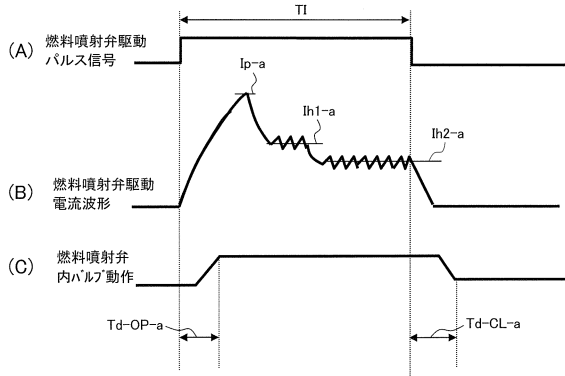 TI
(A) 燃料噴射弁駆動
パルス信号
Ip-a
Ih1-a
Ih2-a
(B) 燃料噴射弁駆動
電流波形
(C) 燃料噴射弁
内ﾊﾞﾙﾌﾞ動作
Td-OP-a
Td-CL-a